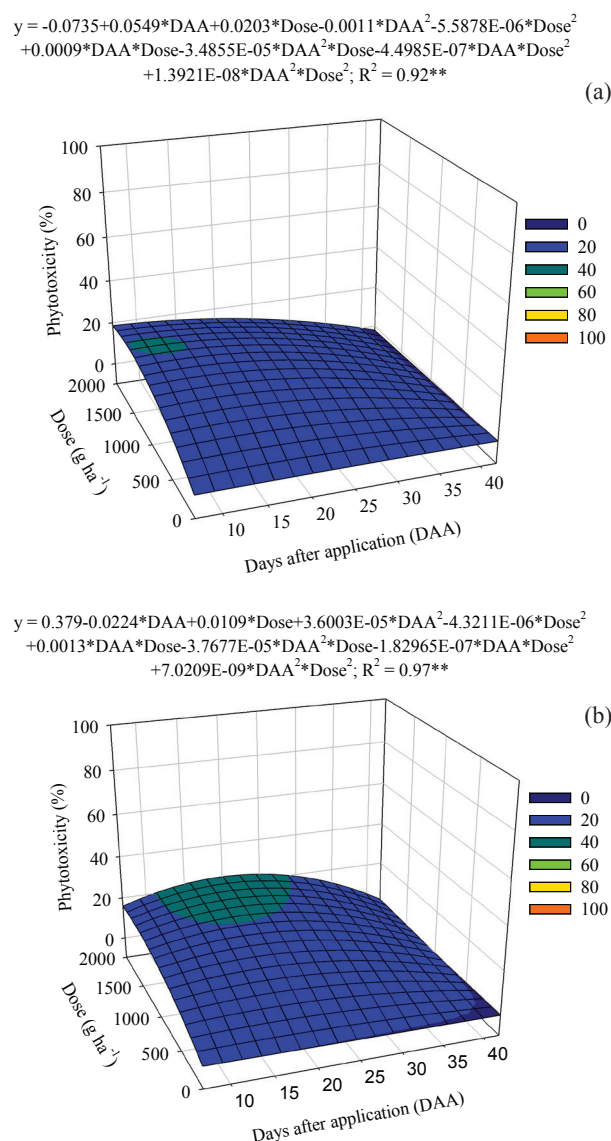 y = -0.0735+0.0549*DAA+0.0203*Dose-0.0011*DAA²-5.5878E-06*Dose²
+0.0009*DAA*Dose-3.4855E-05*DAA²*Dose-4.4985E-07*DAA*Dose²
+1.3921E-08*DAA²*Dose²; R² = 0.92**
(a)
100
80
60
40
20
0
Phytotoxicity (%)
2000
1500
1000
500
0
Dose (g ha⁻¹)
10 15 20 25 30 35 40
Days after application (DAA)
0
20
40
60
80
100
y = 0.379-0.0224*DAA+0.0109*Dose+3.6003E-05*DAA²-4.3211E-06*Dose²
+0.0013*DAA*Dose-3.7677E-05*DAA²*Dose-1.82965E-07*DAA*Dose²
+7.0209E-09*DAA²*Dose²; R² = 0.97**
(b)
100
80
60
40
20
0
Phytotoxicity (%)
2000
1500
1000
500
0
Dose (g ha⁻¹)
10 15 20 25 30 35 40
Days after application (DAA)
0
20
40
60
80
100